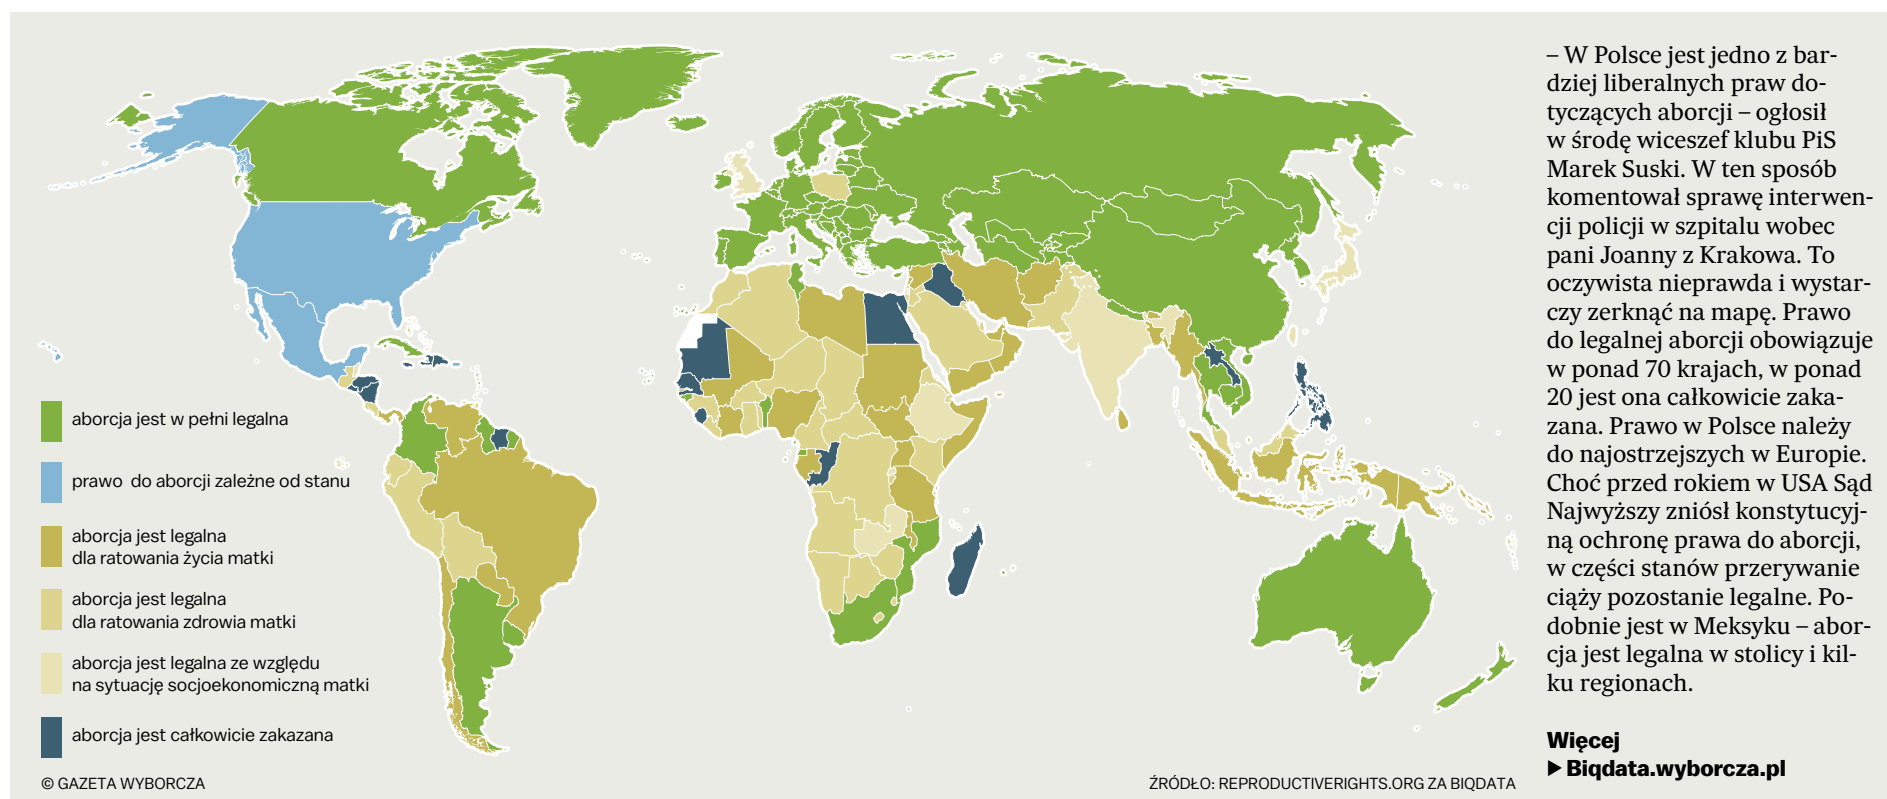 aborcja jest w pełni legalna
prawo do aborcji zależne od stanu
aborcja jest legalna
dla ratowania życia matki
aborcja jest legalna
dla ratowania zdrowia matki
aborcja jest legalna ze względu
na sytuację socjoekonomiczną matki
aborcja jest całkowicie zakazana
© GAZETA WYBORCZA
ŹRÓDŁO: REPRODUCTIVERIGHTS.ORG ZA BIQDATA
– W Polsce jest jedno z bar-
dziej liberalnych praw do-
tyczących aborcji – ogłosił
w środę wiceszef klubu PiS
Marek Suski. W ten sposób
komentował sprawę interwen-
cji policji w szpitalu wobec
pani Joanny z Krakowa. To
oczywista nieprawda i wystar-
czy zerknąć na mapę. Prawo
do legalnej aborcji obowiązuje
w ponad 70 krajach, w ponad
20 jest ona całkowicie zaka-
zana. Prawo w Polsce należy
do najostrzejszych w Europie.
Choć przed rokiem w USA Sąd
Najwyższy zniósł konstytucyj-
ną ochronę prawa do aborcji,
w części stanów przerywanie
ciąży pozostanie legalne. Po-
dobnie jest w Meksyku – abor-
cja jest legalna w stolicy i kil-
ku regionach.
Więcej
▶ Biqdata.wyborcza.pl